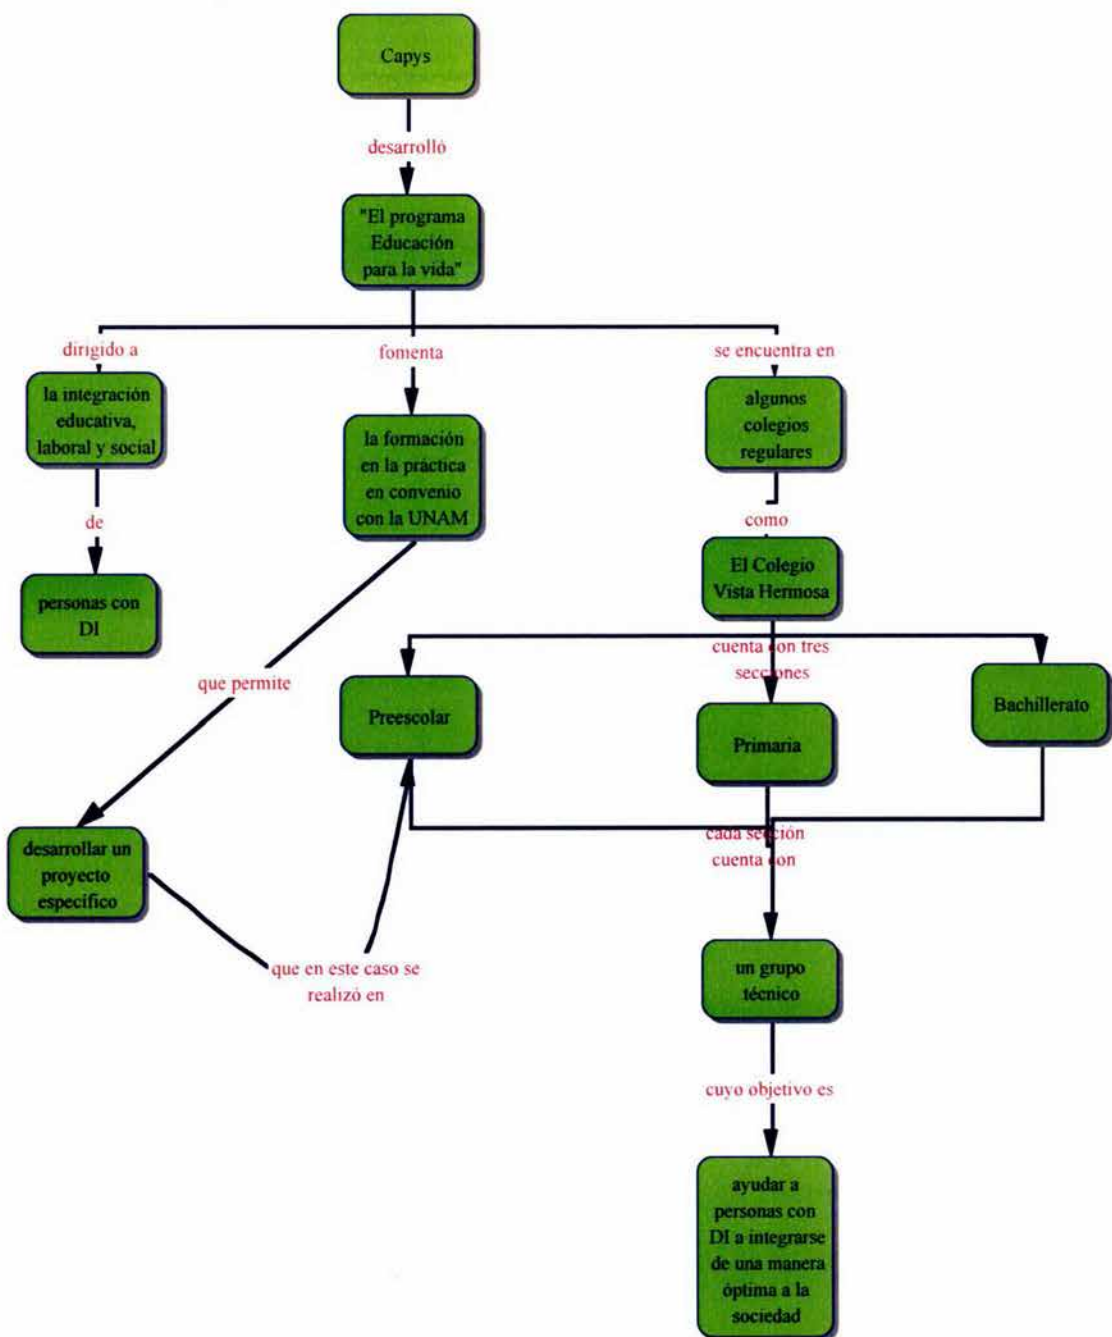 Capys
desarrolló
"El programa
Educación
para la vida"
dirigido a
fomenta
se encuentra en
la integración
educativa,
laboral y social
la formación
en la práctica
en convenio
con la UNAM
algunos
colegios
regulares
de
como
personas con
DI
El Colegio
Vista Hermosa
que permite
cuenta con tres
secciones
Preescolar
Primaria
Bachillerato
desarrollar un
proyecto
específico
cada sección
cuenta con
que en este caso se
realizó en
un grupo
técnico
cuyo objetivo es
ayudar a
personas con
DI a integrarse
de una manera
óptima a la
sociedad